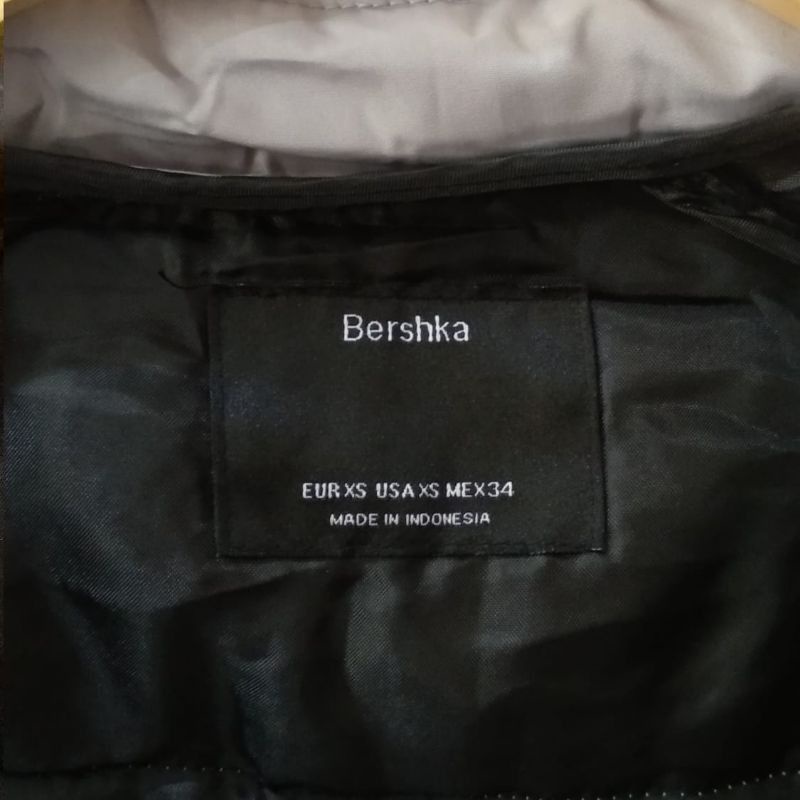 Bershka
EUR XS USA XS MEX 34
MADE IN INDONESIA